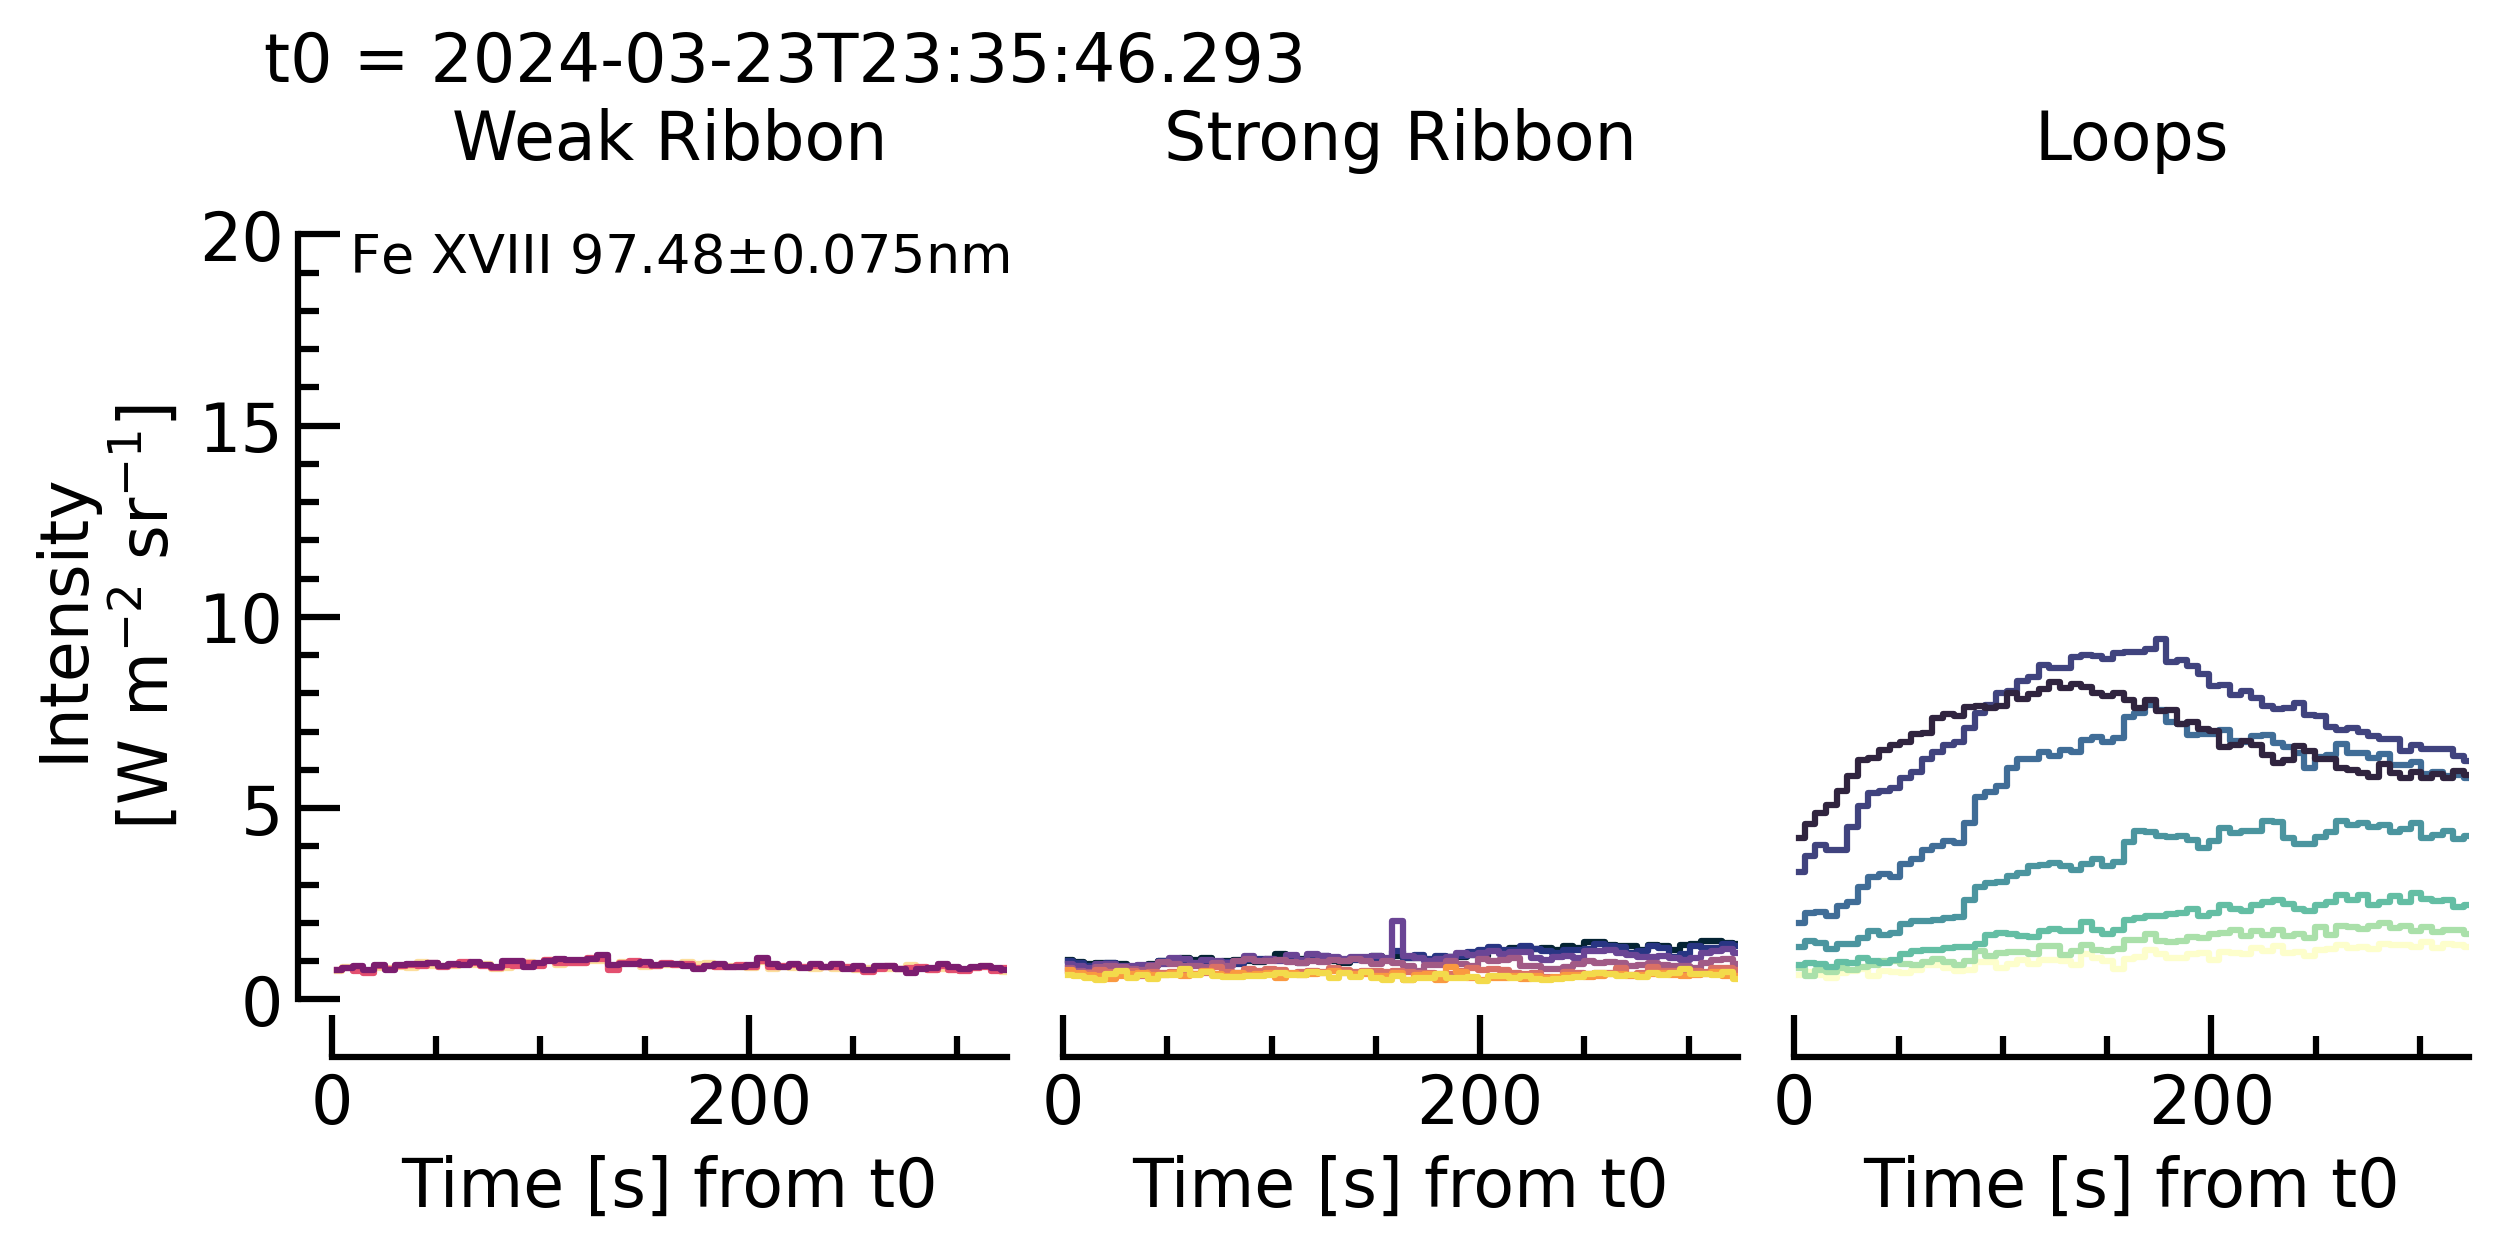 t0 = 2024-03-23T23:35:46.293
Weak Ribbon
Strong Ribbon
Loops
Fe XVIII 97.48±0.075nm
Intensity
[W m⁻² sr⁻¹]
20
15
10
5
0
0
200
0
200
0
200
Time [s] from t0
Time [s] from t0
Time [s] from t0